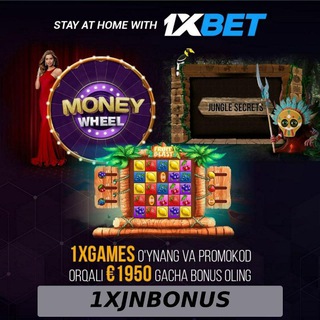 STAY AT HOME WITH 1XBET
MONEY
WHEEL
JUNGLE SECRETS
1XGAMES O'YNANG VA PROMOKOD
ORQALI €1950 GACHA BONUS OLING
1XJNBONUS